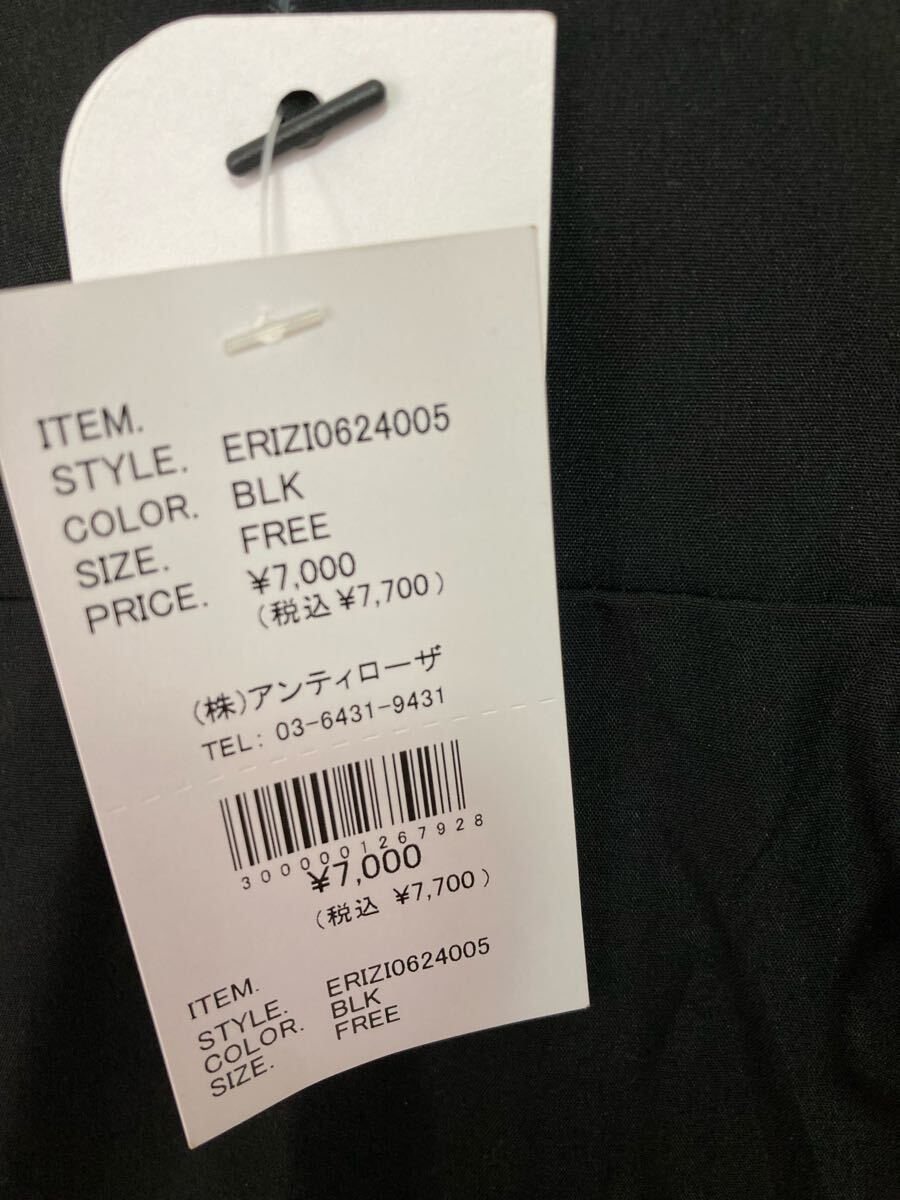 ITEM.
STYLE. ERIZI0624005
COLOR. BLK
SIZE. FREE
PRICE. ¥7,000
(税込¥7,700)
(株)アンティローザ
TEL: 03-6431-9431
3000001267928
¥7,000
(税込 ¥7,700)
ITEM.
STYLE. ERIZI0624005
COLOR. BLK
SIZE. FREE